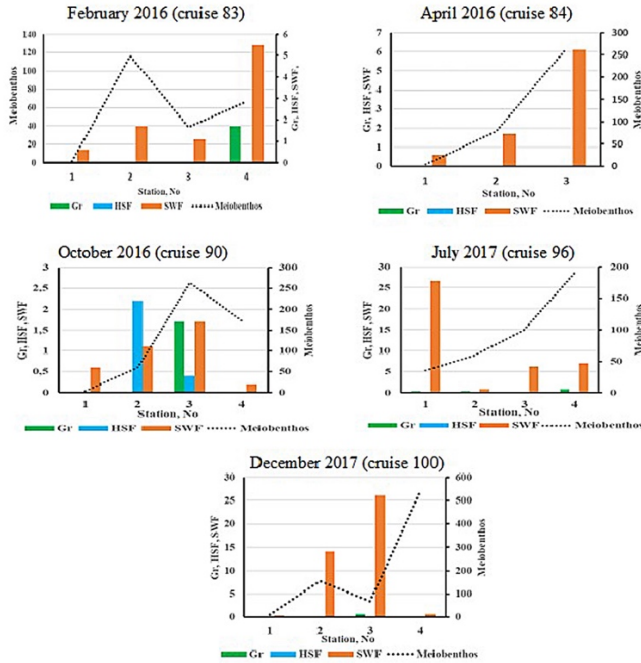 February 2016 (cruise 83)
140
120
100
80
60
40
20
0
Meiobenthos
6
5
4
3
2
1
0
Gr, HSF, SWF,
1 2 3 4
Station, No
Gr HSF SWF Meiobenthos
April 2016 (cruise 84)
7
6
5
4
3
2
1
0
Gr, HSF, SWF
300
250
200
150
100
50
0
Meiobenthos
1 2 3
Station, No
Gr HSF SWF Meiobenthos
October 2016 (cruise 90)
3
2,5
2
1,5
1
0,5
0
Gr, HSF, SWF
300
250
200
150
100
50
0
Meiobenthos
1 2 3 4
Station, No
Gr HSF SWF Meiobenthos
July 2017 (cruise 96)
30
25
20
15
10
5
0
Gr, HSF, SWF
200
150
100
50
0
Meiobenthos
1 2 3 4
Station, No
Gr HSF SWF Meiobenthos
December 2017 (cruise 100)
30
25
20
15
10
5
0
Gr, HSF, SWF
600
500
400
300
200
100
0
Meiobenthos
1 2 3 4
Station, No
Gr HSF SWF Meiobenthos